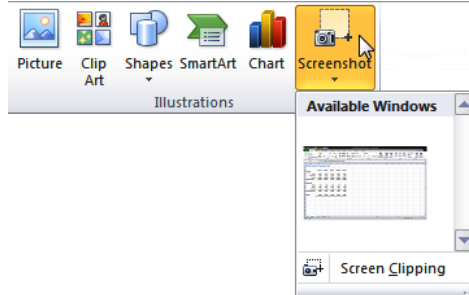 Picture Clip Art Shapes SmartArt Chart Screenshot
Illustrations
Available Windows
Screen Clipping